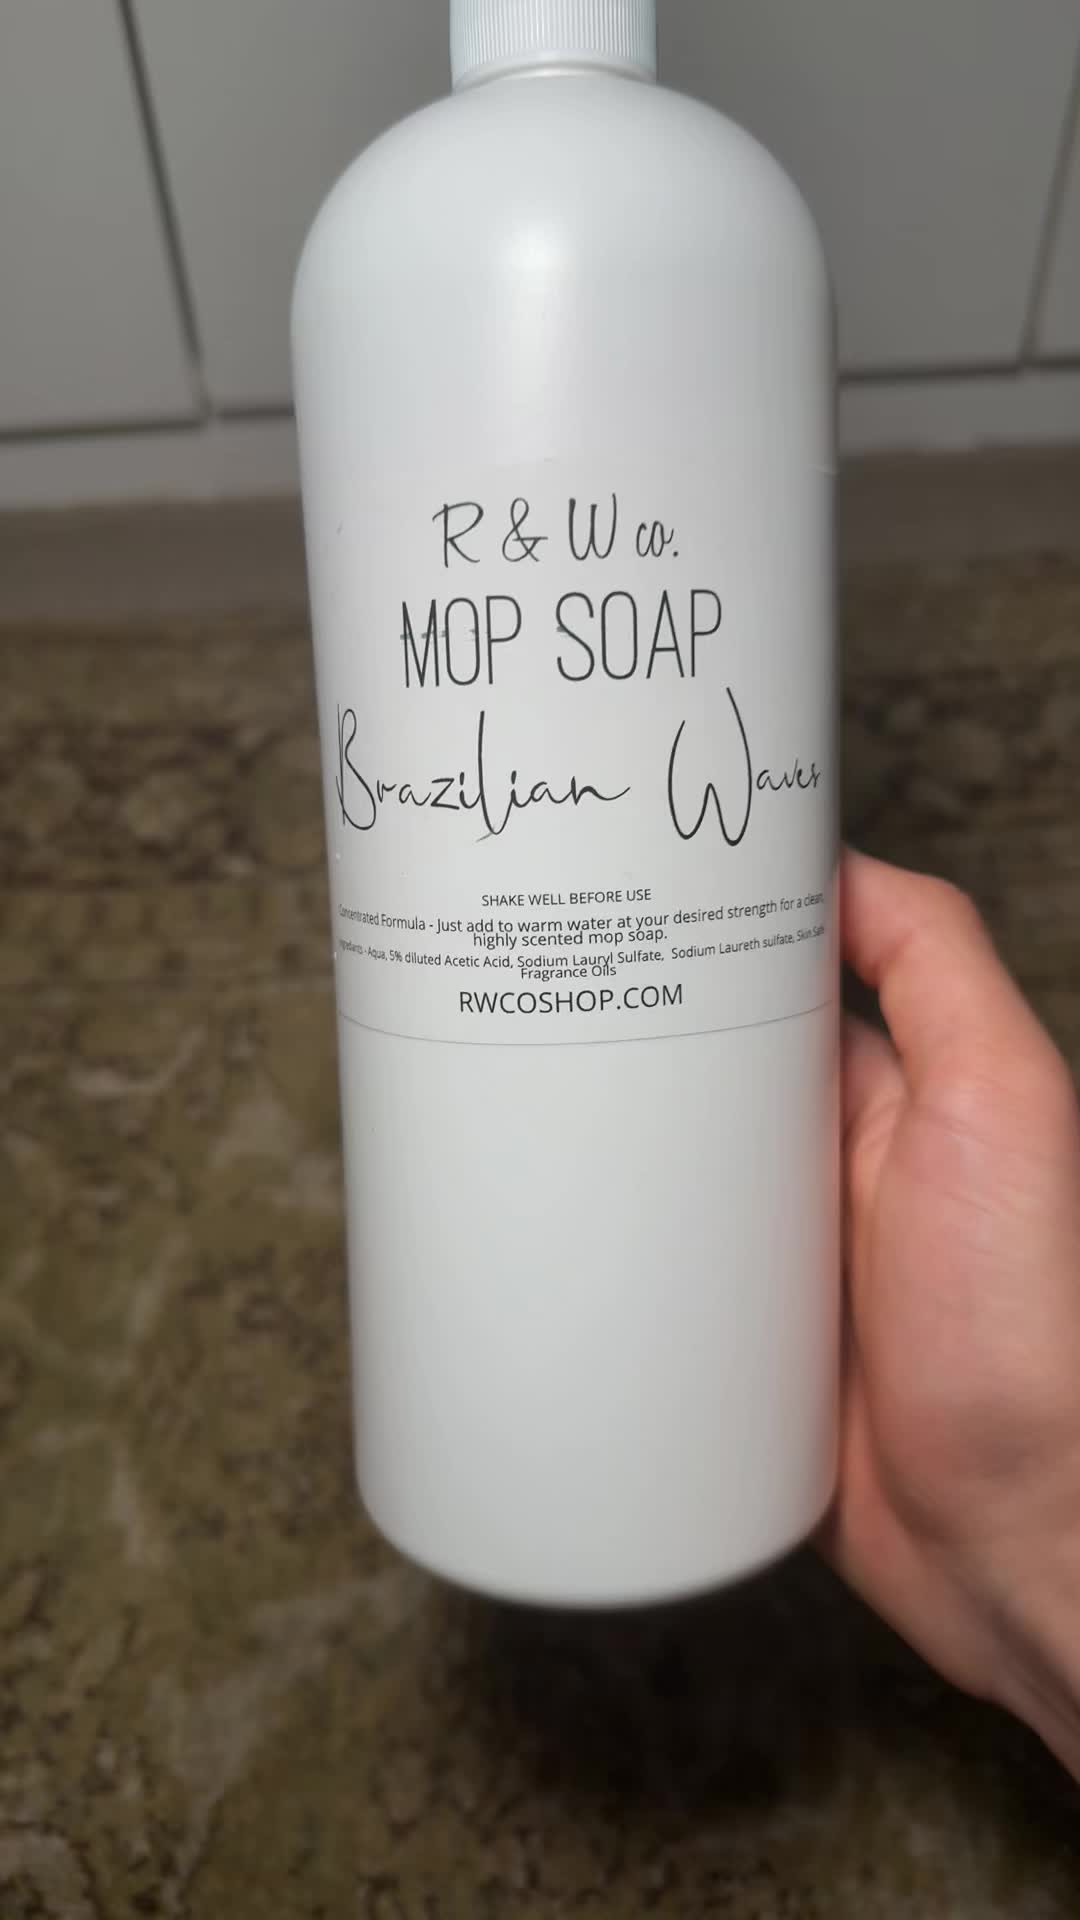 R & W co.
MOP SOAP
Brazilian Waves
SHAKE WELL BEFORE USE
Concentrated Formula - Just add to warm water at your desired strength for a clean,
highly scented mop soap.
Ingredients - Aqua, 5% diluted Acetic Acid, Sodium Lauryl Sulfate, Sodium Laureth sulfate, Skin Safe
Fragrance Oils
RWCOSHOP.COM